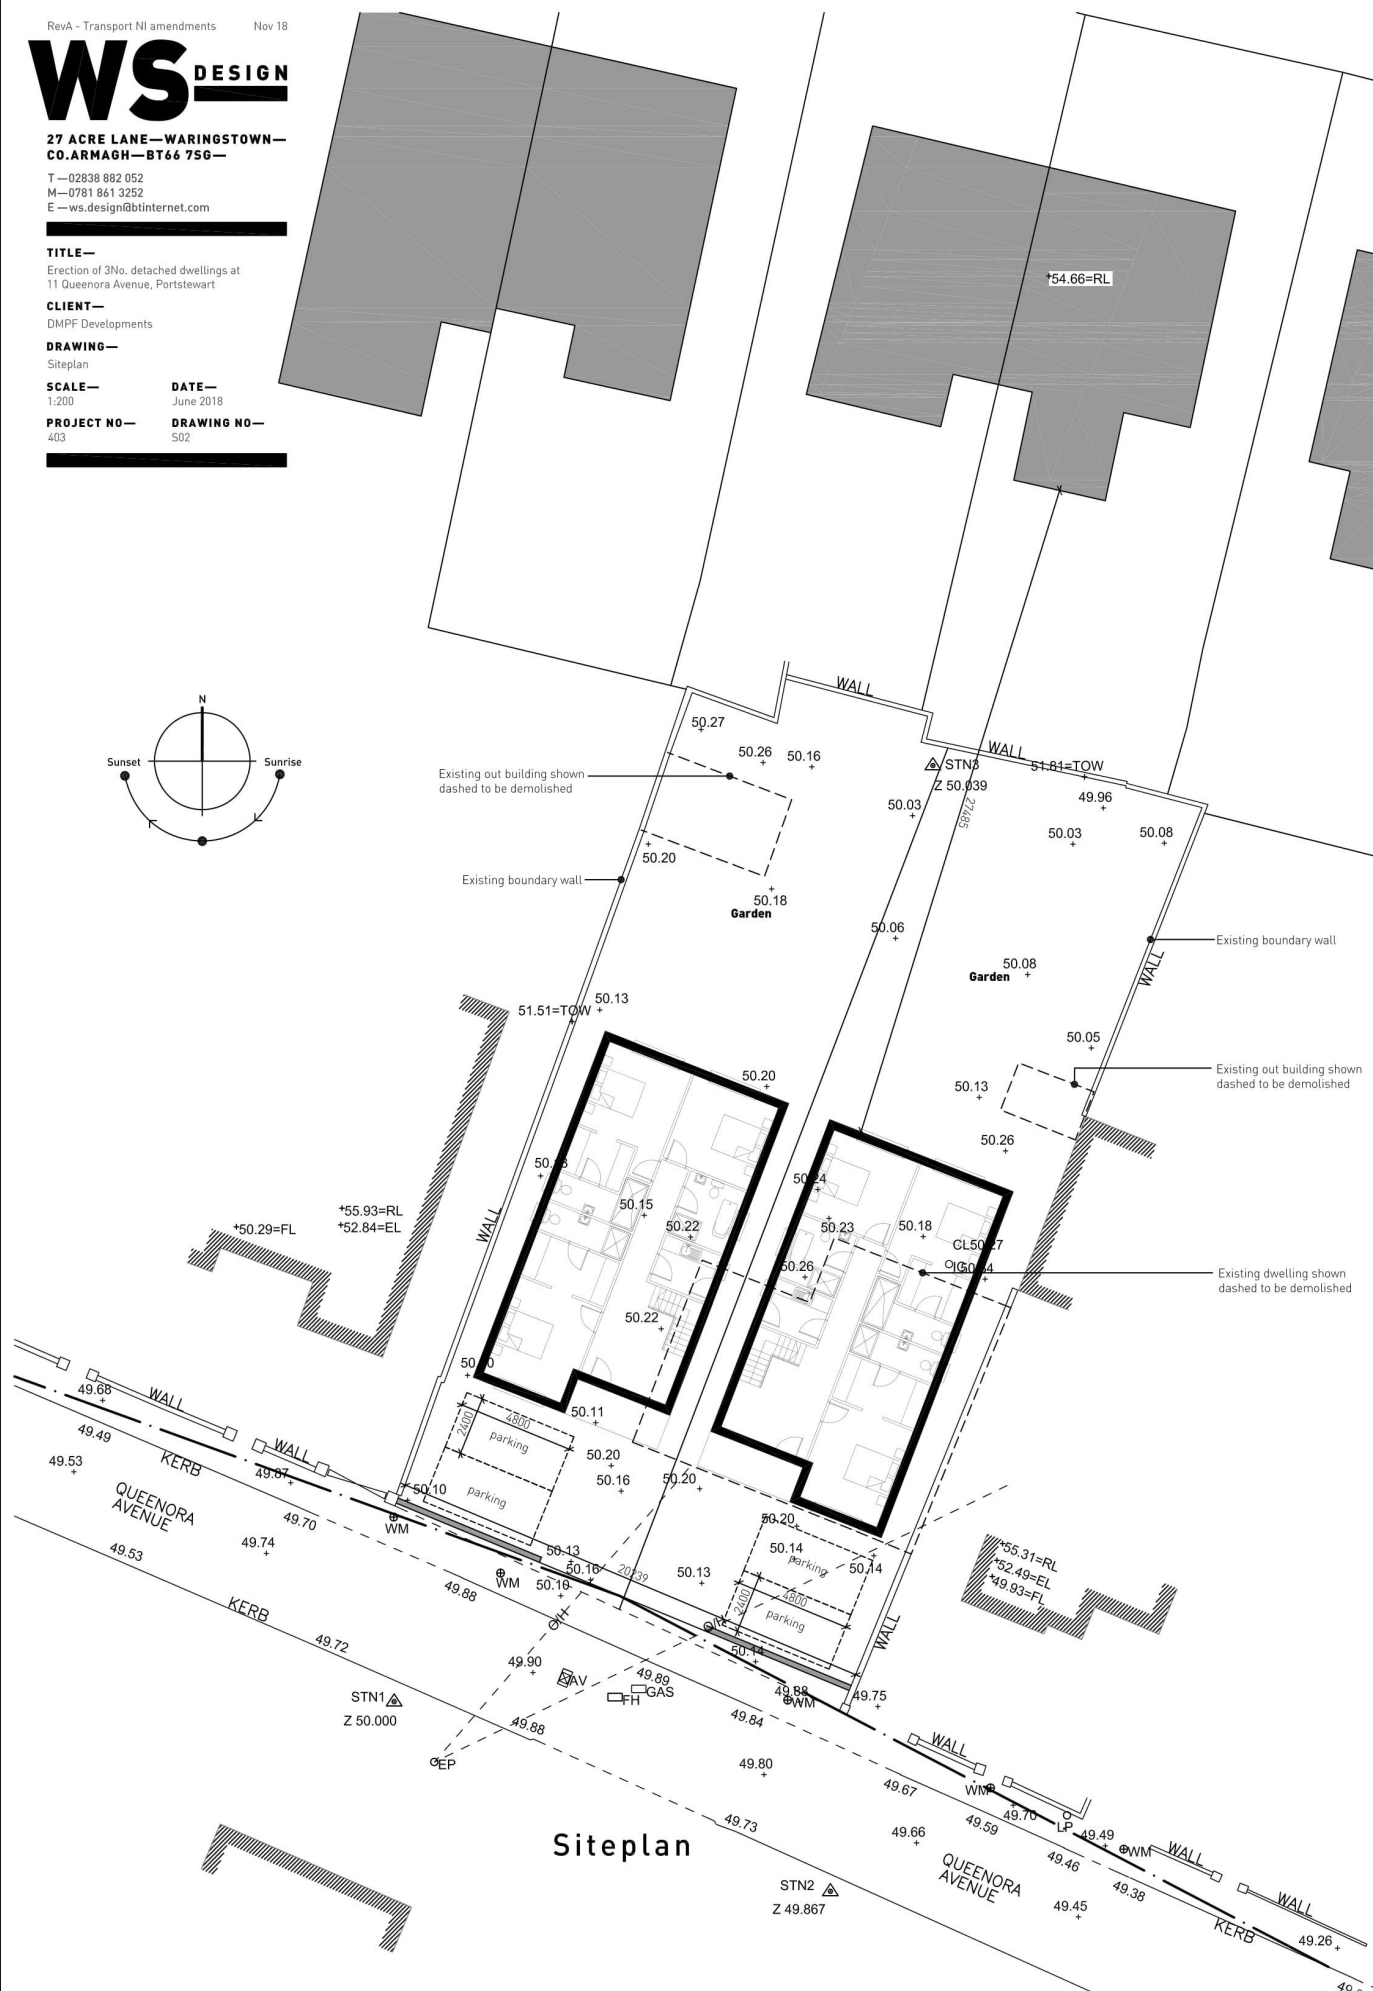 RevA - Transport NI amendments Nov 18
WS DESIGN
27 ACRE LANE—WARINGSTOWN—
CO.ARMAGH—BT66 7SG—
T —02838 882 052
M—0781 861 3252
E —ws.design@btinternet.com
TITLE—
Erection of 3No. detached dwellings at
11 Queenora Avenue, Portstewart
CLIENT—
DMPF Developments
DRAWING—
Siteplan
SCALE— DATE—
1:200 June 2018
PROJECT NO— DRAWING NO—
403 S02
54.66=RL
N
Sunset Sunrise
WALL
50.27
50.26 50.16
WALL
STN3
51.81=TOW
Z 50.039
Existing out building shown
dashed to be demolished
27485
49.96
50.03
50.03 50.08
50.20
Existing boundary wall
50.18
Garden
50.06
Existing boundary wall
50.08
Garden
WALL
51.51=TOW 50.13
50.05
50.20
50.13
Existing out building shown
dashed to be demolished
50.26
50.24
50.15
55.93=RL
52.84=EL
50.29=FL
WALL
50.22
50.23 50.18
50.26
Existing dwelling shown
dashed to be demolished
50.22
49.68
WALL
50.11
4800
2400
parking
49.49
49.53
KERB
WALL
49.87
50.20
50.16 50.20
50.10
parking
QUEENORA
AVENUE
49.70
WM
50.20
49.74
49.53
50.13
50.14
parking
50.14
50.16
20239
50.13
50.10
WM
49.88
4800
2400
parking
O/H
O/H
KERB
49.72
WALL
50.14
55.31=RL
52.49=EL
49.93=FL
49.90
AV
49.89
GAS
FH
49.88
WM
49.75
STN1
Z 50.000
49.88
49.84
EP
49.80
WALL
49.67
WM
49.70
LP
49.59
49.49
WM
WALL
49.73
49.66
49.46
Siteplan
QUEENORA
AVENUE
49.38
WALL
STN2
Z 49.867
49.45
KERB
49.26